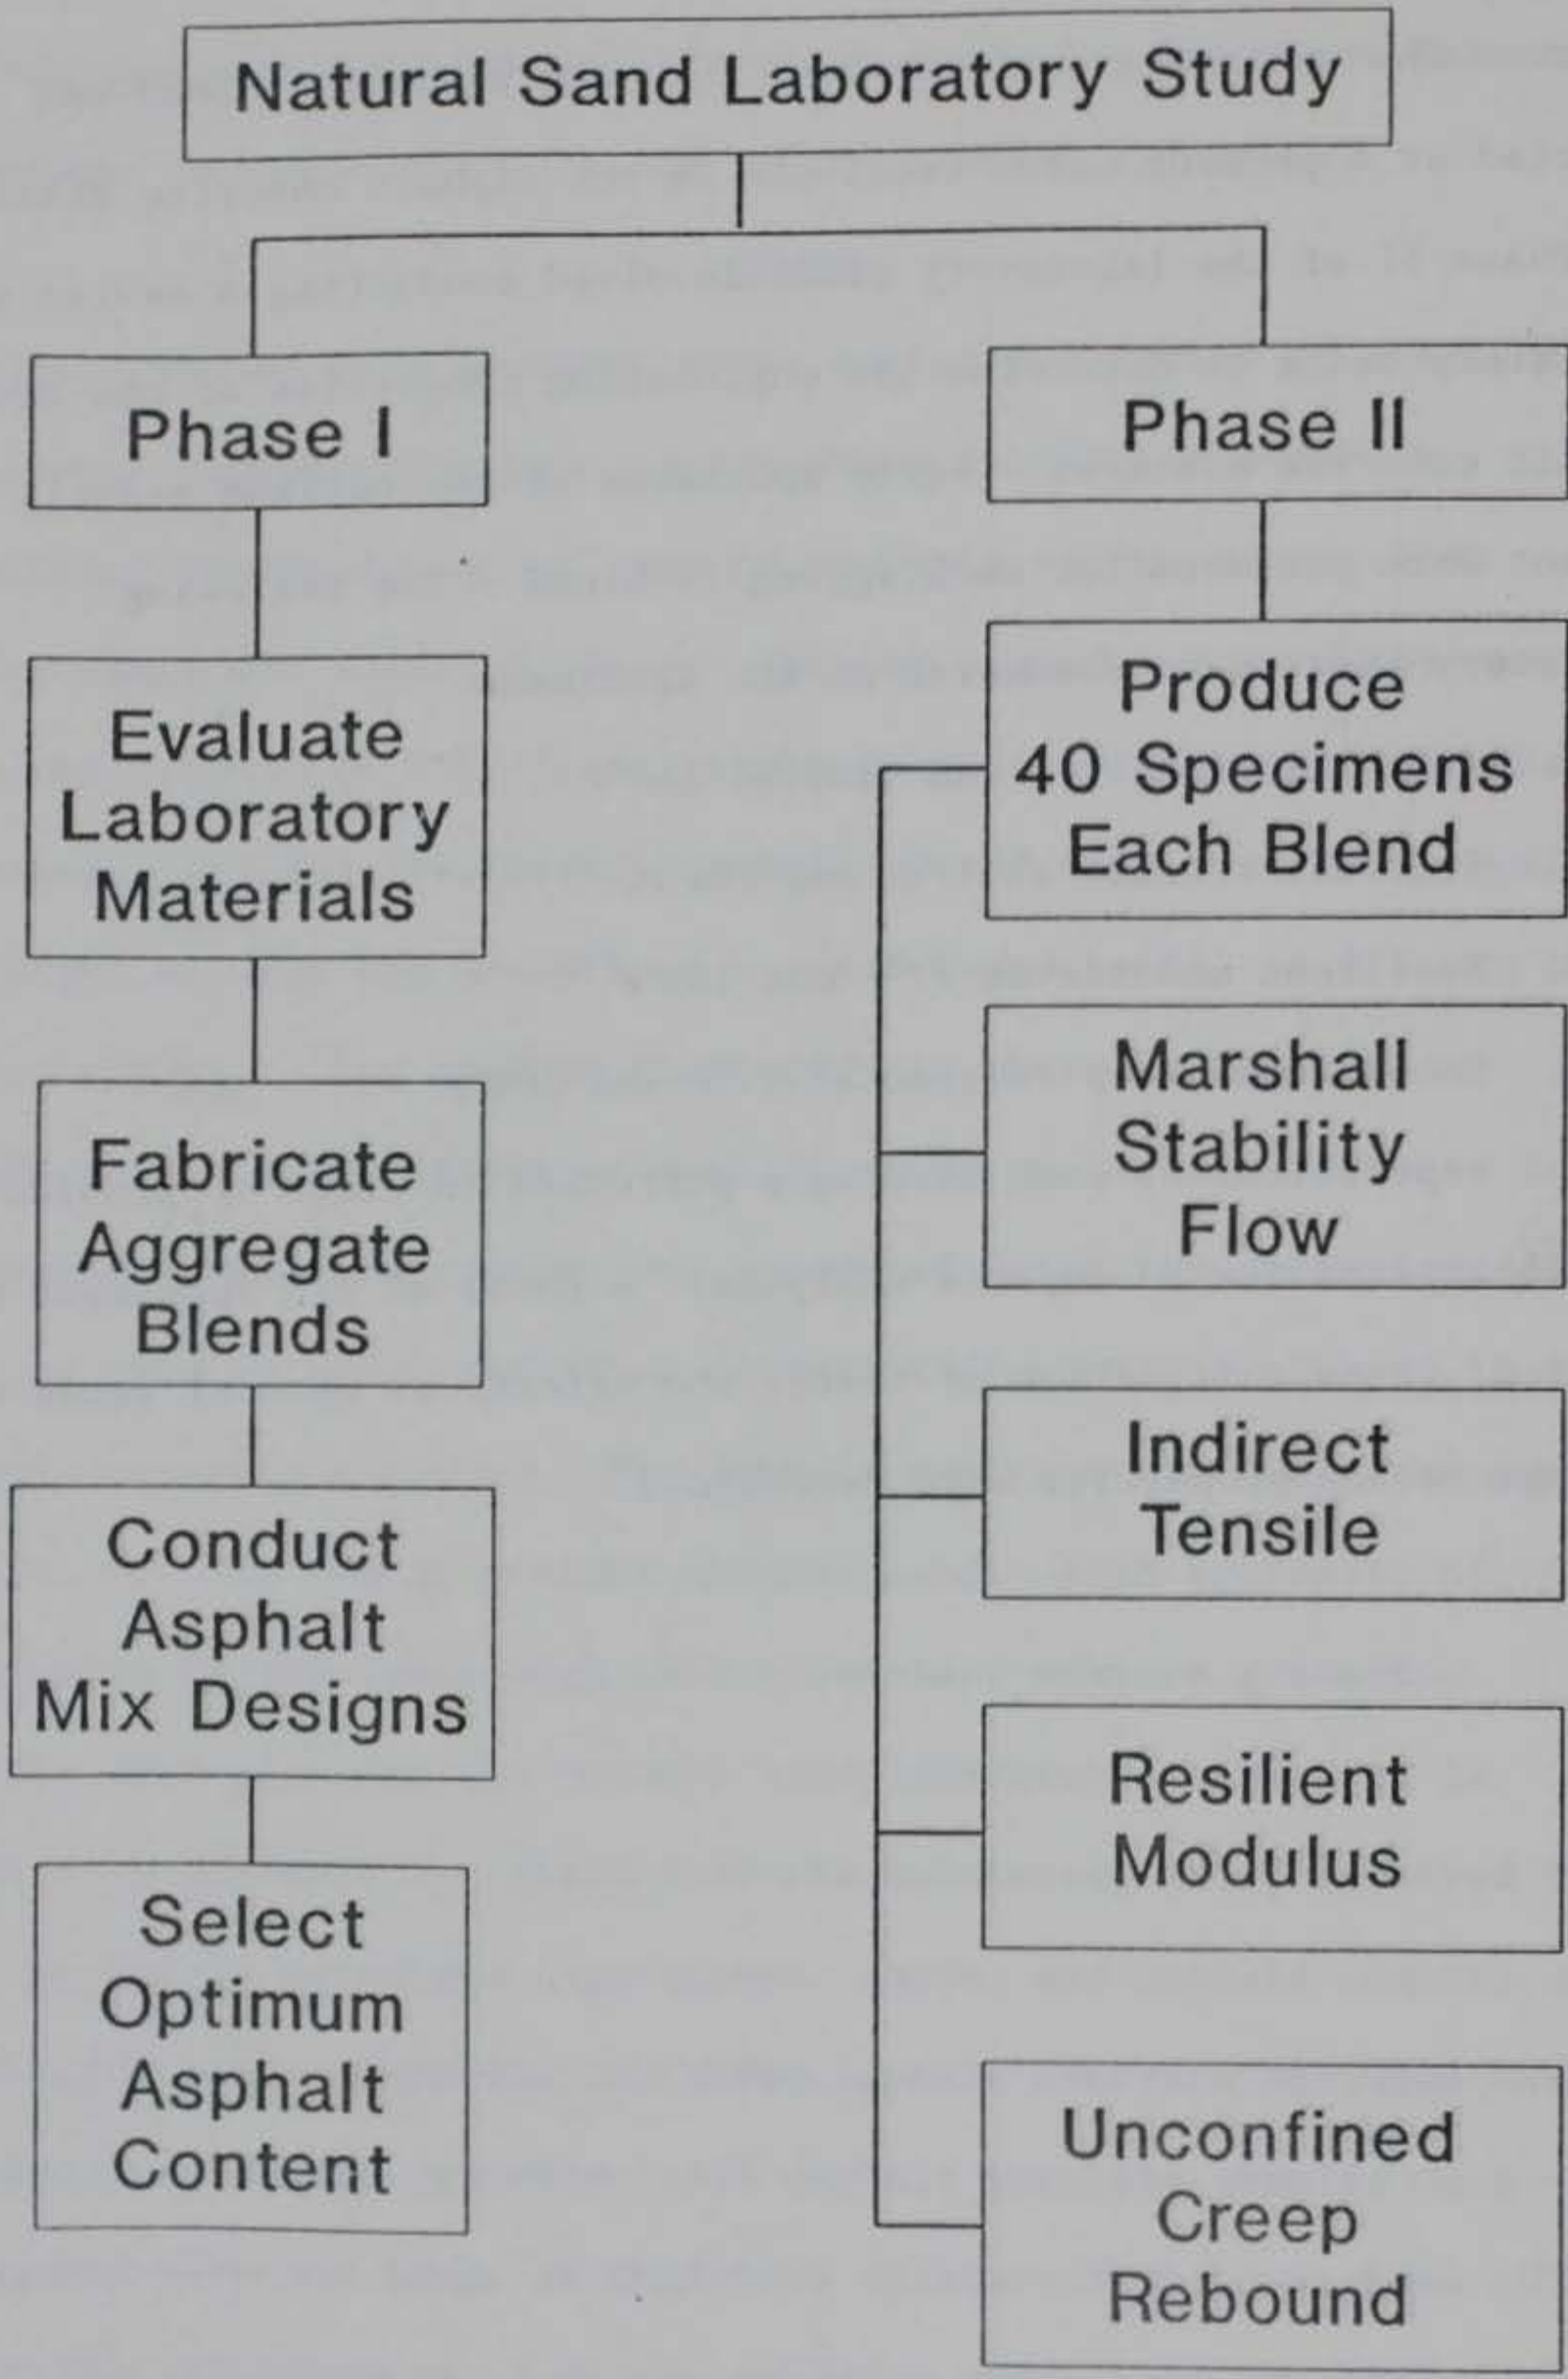 Natural Sand Laboratory Study
Phase I
Evaluate
Laboratory
Materials
Fabricate
Aggregate
Blends
Conduct
Asphalt
Mix Designs
Select
Optimum
Asphalt
Content
Phase II
Produce
40 Specimens
Each Blend
Marshall
Stability
Flow
Indirect
Tensile
Resilient
Modulus
Unconfined
Creep
Rebound